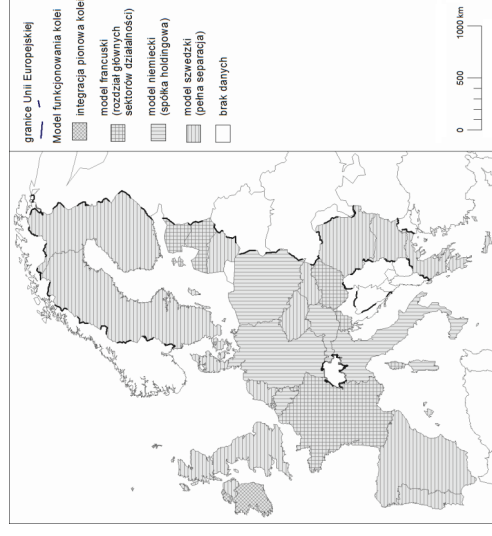 granice Unii Europejskiej
Model funkcjonowania kolei
integracja pionowa kolei
model francuski
(rozdział głównych
sektorów działalności)
model niemiecki
(spółka holdingowa)
model szwedzki
(pełna separacja)
brak danych
0 500 1000 km